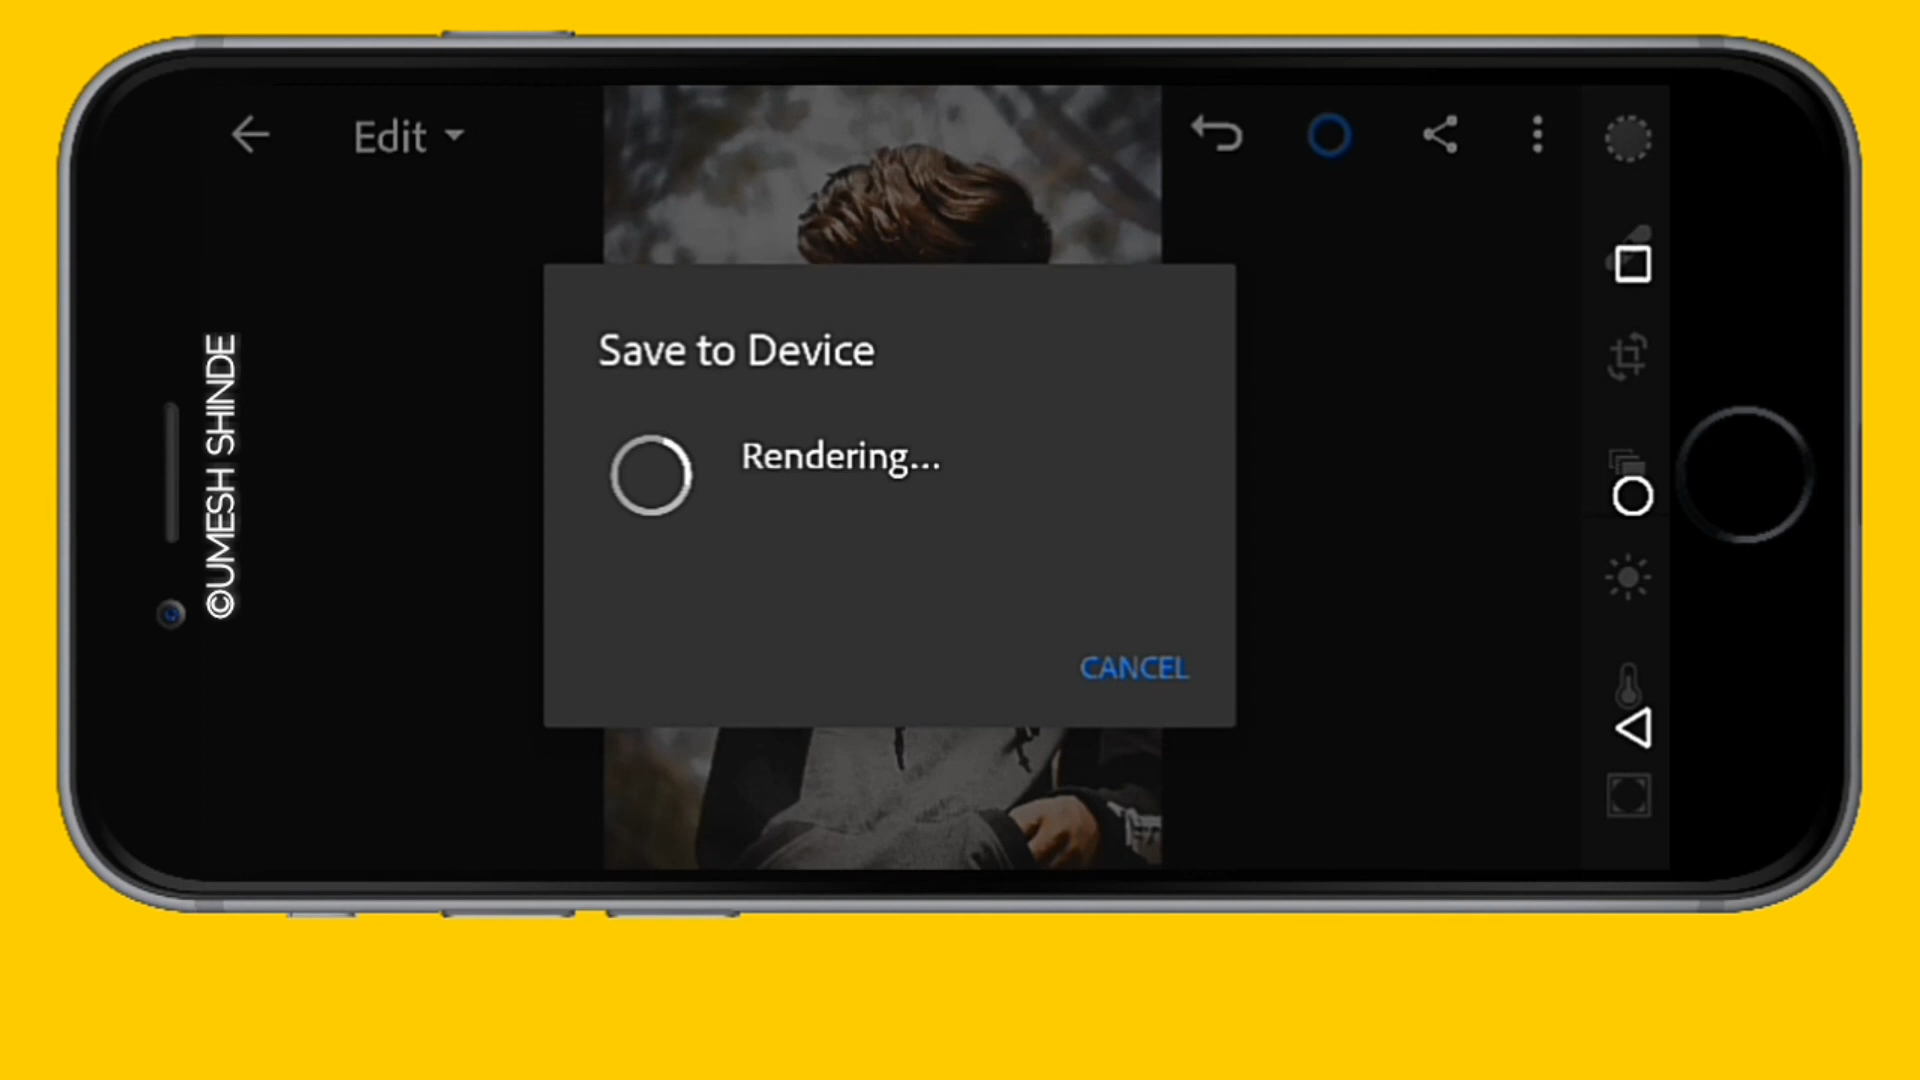 Edit
Save to Device
Rendering...
CANCEL
©UMESH SHINDE